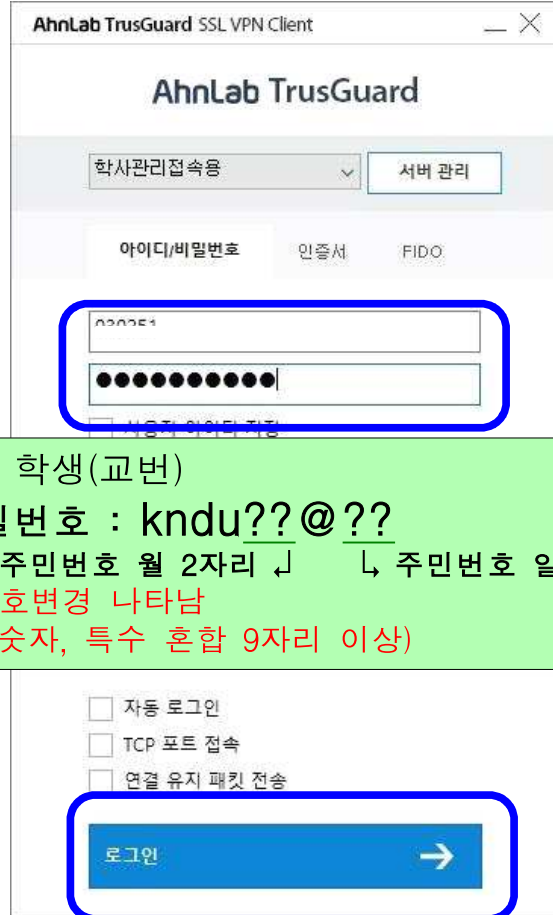 AhnLab TrusGuard SSL VPN Client
AhnLab TrusGuard
학사관리접속용
서버 관리
아이디/비밀번호 인증서 FIDO
●●●●●●●●●●
학생(교번)
밀번호 : kndu??@??
주민번호 월 2자리 ↲ ↳ 주민번호 일
호변경 나타남
숫자, 특수 혼합 9자리 이상)
자동 로그인
TCP 포트 접속
연결 유지 패킷 전송
로그인 →